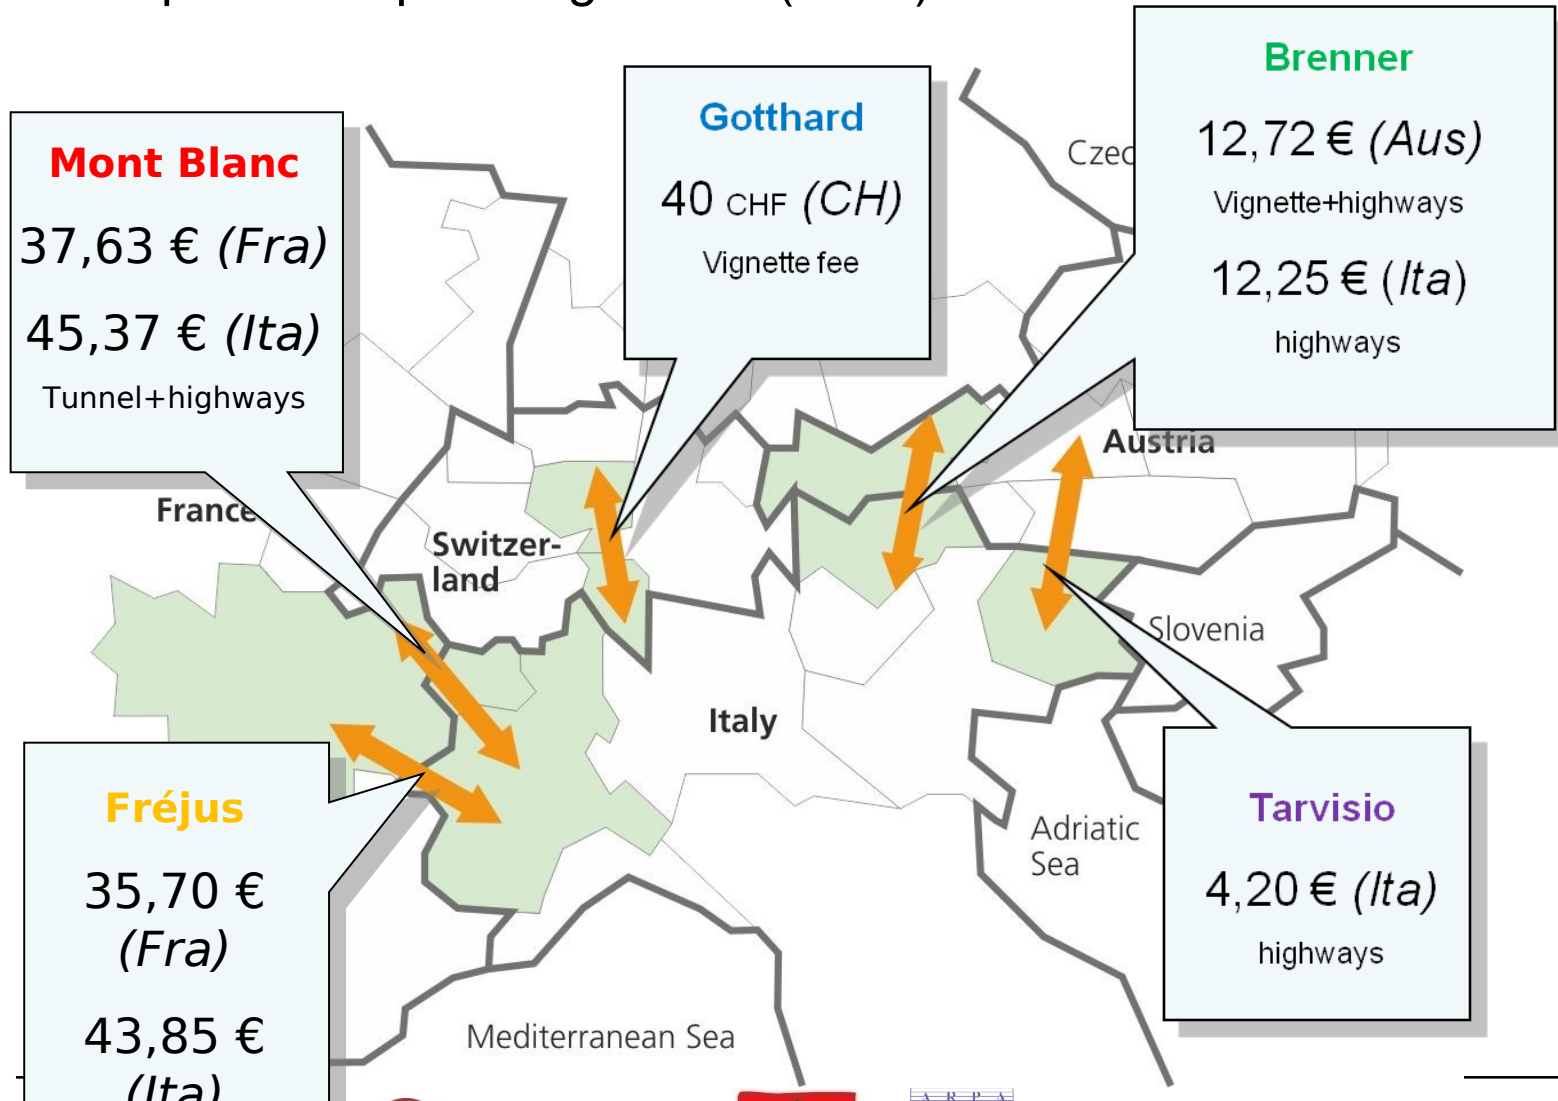 Mont Blanc
37,63 € (Fra)
45,37 € (Ita)
Tunnel+highways
Gotthard
40 CHF (CH)
Vignette fee
Brenner
12,72 € (Aus)
Vignette+highways
12,25 € (Ita)
highways
Austria
France
Switzer-
land
Slovenia
Italy
Fréjus
35,70 €
(Fra)
43,85 €
(Ita)
Adriatic
Sea
Tarvisio
4,20 € (Ita)
highways
Mediterranean Sea
A R P A